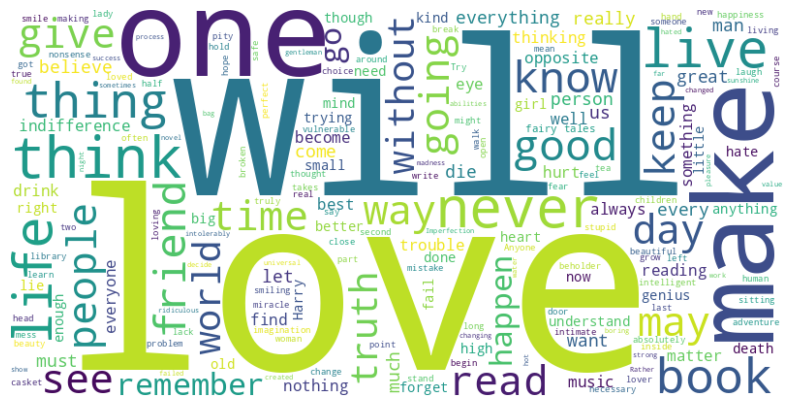 smile
making
lady
give
one
go
though
kind
everything
really
new
hand
happiness
someone
hated
man
living
got
nonsense
success
process
pity
hold
gentleman
around
break
thinking
mean
true
believe
loved
hope
safe
choice
need
without
going
eye
opposite
know
live
great
laugh
course
found
sometimes
half
perfect
Try
girl
far
sunshine
thing
mind
abilities
person
keep
changed
indifference
bag
trying
vulnerable
might
well
us
something
little
often
novel
become
walk
open
good
think
night
broken
small
come
madness
write
die
hurt
tea
feel
hate
pleasure
value
will
thought
takes
real
fear
children
make
drink
truly
right
friend
loving
big
time
best
say
way
never
always
every
day
anything
life
people
two
library
intolerably
better
close
second
Imperfection
heart
Anyone
stupid
beautiful
grow
left
learn
everyone
lack
world
universal
decide
part
trouble
done
mistake
now
beholder
reading
intelligent
sitting
human
work
lie
enough
let
smiling
miracle
Harry
find
truth
fail
happen
genius
may
last
adventure
head
mess
ridiculous
imagination
woman
love
long
changing
door
understand
want
intimate
absolutely
boring
inside
beauty
casket
problem
point
much
high
begin
matter
death
book
must
old
nothing
change
forget
stand
read
music
lover
strong
Rather
necessary
show
failed
see
remember
created
hot